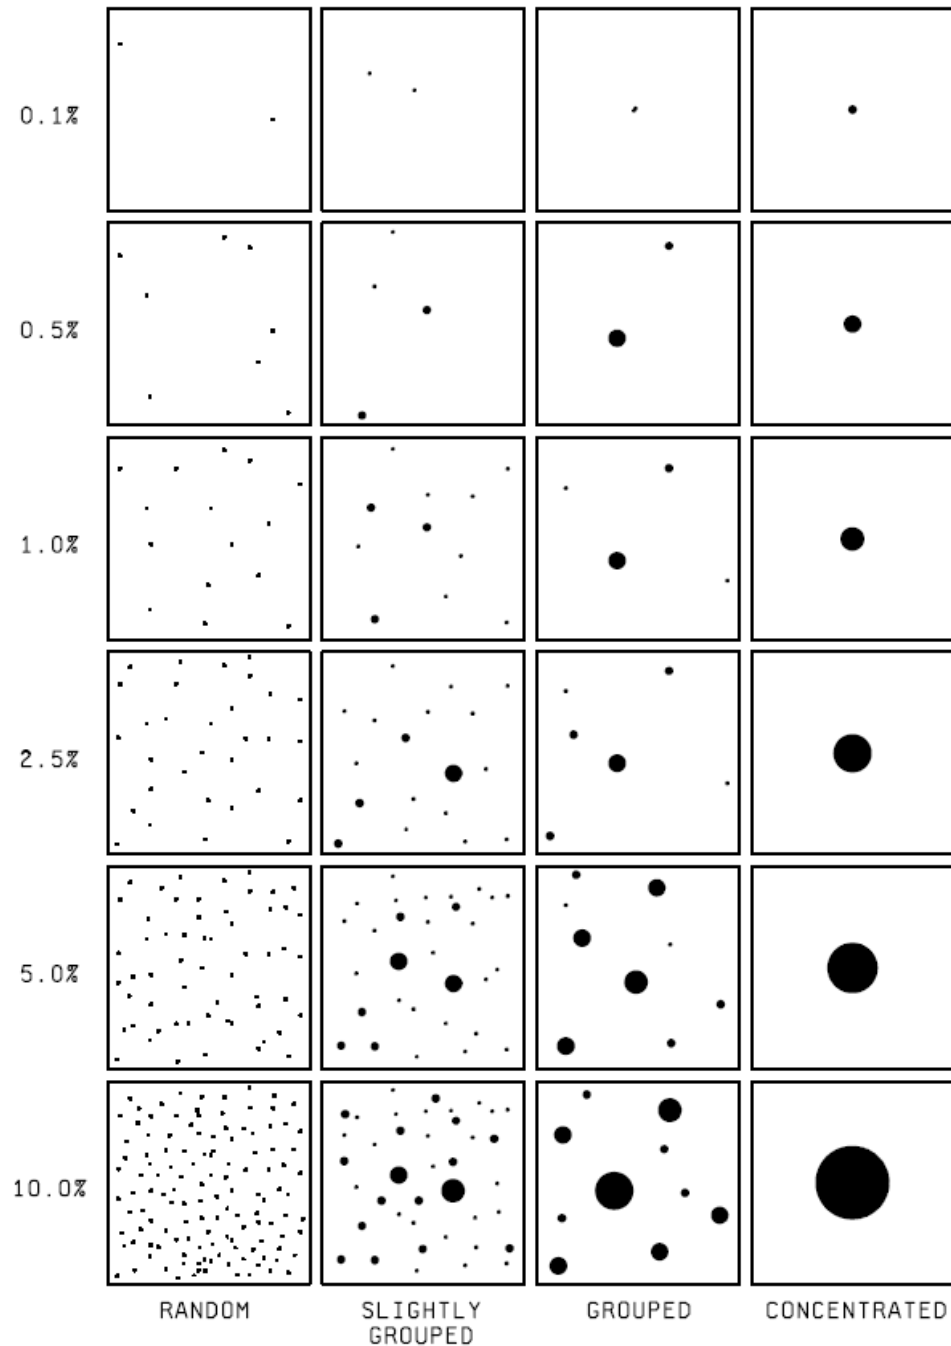 0.1%
0.5%
1.0%
2.5%
5.0%
10.0%
RANDOM
SLIGHTLY
GROUPED
GROUPED
CONCENTRATED